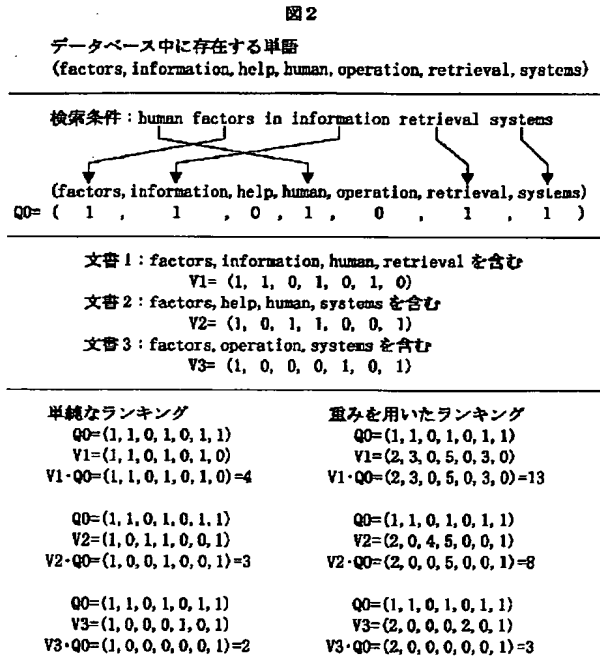 図2
データベース中に存在する単語
(factors, information, help, human, operation, retrieval, systems)
検索条件：human factors in information retrieval systems
(factors, information, help, human, operation, retrieval, systems)
Q0= ( 1 , 1 , 0 , 1 , 0 , 1 , 1 )
文書1：factors, information, human, retrieval を含む
V1= (1, 1, 0, 1, 0, 1, 0)
文書2：factors, help, human, systems を含む
V2= (1, 0, 1, 1, 0, 0, 1)
文書3：factors, operation, systems を含む
V3= (1, 0, 0, 0, 1, 0, 1)
単純なランキング
Q0=(1, 1, 0, 1, 0, 1, 1)
V1=(1, 1, 0, 1, 0, 1, 0)
V1・Q0=(1, 1, 0, 1, 0, 1, 0)=4
Q0=(1, 1, 0, 1, 0, 1, 1)
V2=(1, 0, 1, 1, 0, 0, 1)
V2・Q0=(1, 0, 0, 1, 0, 0, 1)=3
Q0=(1, 1, 0, 1, 0, 1, 1)
V3=(1, 0, 0, 0, 1, 0, 1)
V3・Q0=(1, 0, 0, 0, 0, 0, 1)=2
重みを用いたランキング
Q0=(1, 1, 0, 1, 0, 1, 1)
V1=(2, 3, 0, 5, 0, 3, 0)
V1・Q0=(2, 3, 0, 5, 0, 3, 0)=13
Q0=(1, 1, 0, 1, 0, 1, 1)
V2=(2, 0, 4, 5, 0, 0, 1)
V2・Q0=(2, 0, 0, 5, 0, 0, 1)=8
Q0=(1, 1, 0, 1, 0, 1, 1)
V3=(2, 0, 0, 0, 2, 0, 1)
V3・Q0=(2, 0, 0, 0, 0, 0, 1)=3